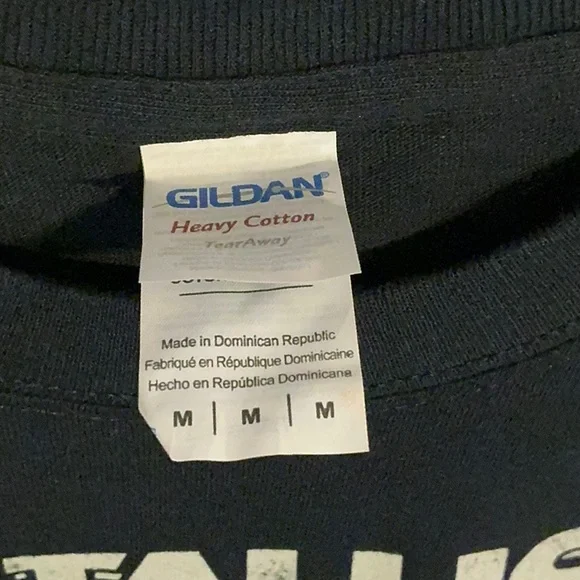 GILDAN®
Heavy Cotton
TearAway
Made in Dominican Republic
Fabriqué en République Dominicaine
Hecho en República Dominicana
M | M | M